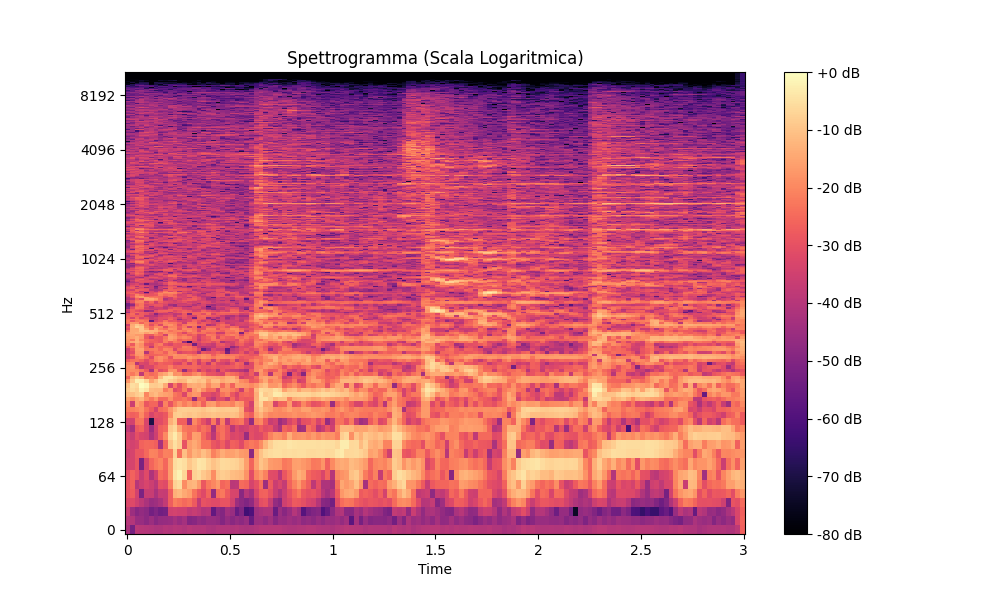 Spettrogramma (Scala Logaritmica)
Hz
8192
4096
2048
1024
512
256
128
64
0
0
0.5
1
1.5
2
2.5
3
Time
+0 dB
-10 dB
-20 dB
-30 dB
-40 dB
-50 dB
-60 dB
-70 dB
-80 dB